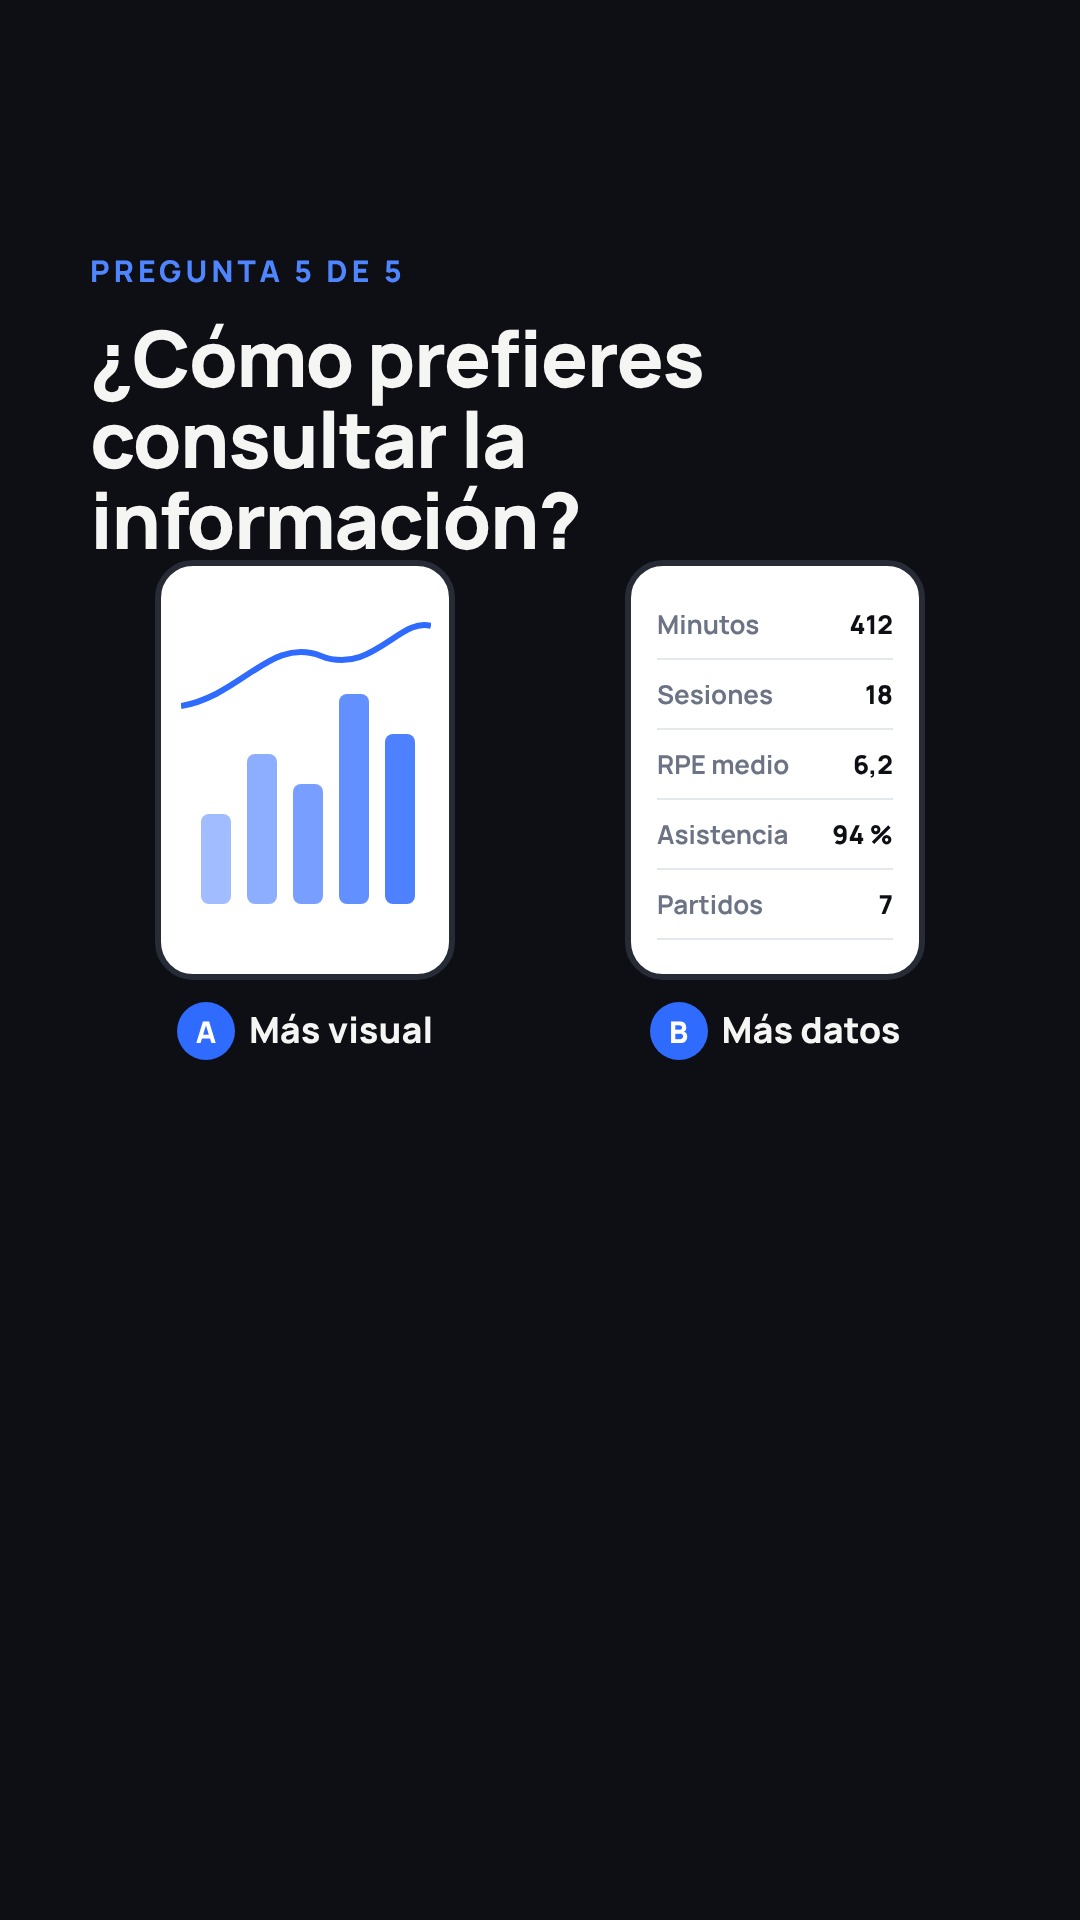 PREGUNTA 5 DE 5
¿Cómo prefieres
consultar la
información?
Minutos 412
Sesiones 18
RPE medio 6,2
Asistencia 94 %
Partidos 7
A Más visual
B Más datos